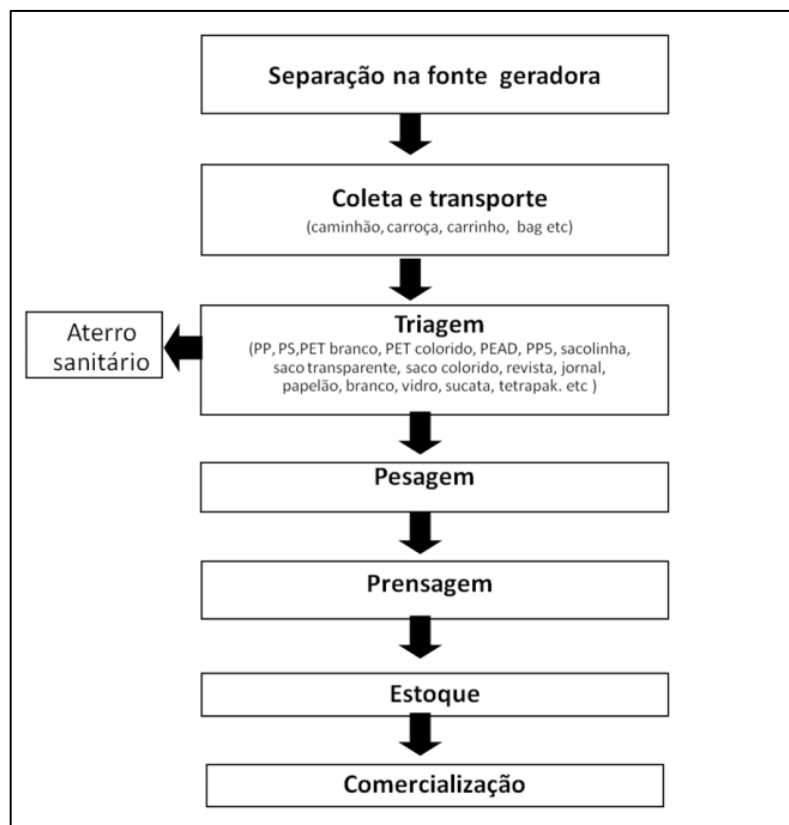 Separação na fonte geradora
Coleta e transporte
(caminhão, carroça, carrinho, bag etc)
Aterro
sanitário
Triagem
(PP, PS,PET branco, PET colorido, PEAD, PP5, sacolinha,
saco transparente, saco colorido, revista, jornal,
papelão, branco, vidro, sucata, tetrapak. etc )
Pesagem
Prensagem
Estoque
Comercialização